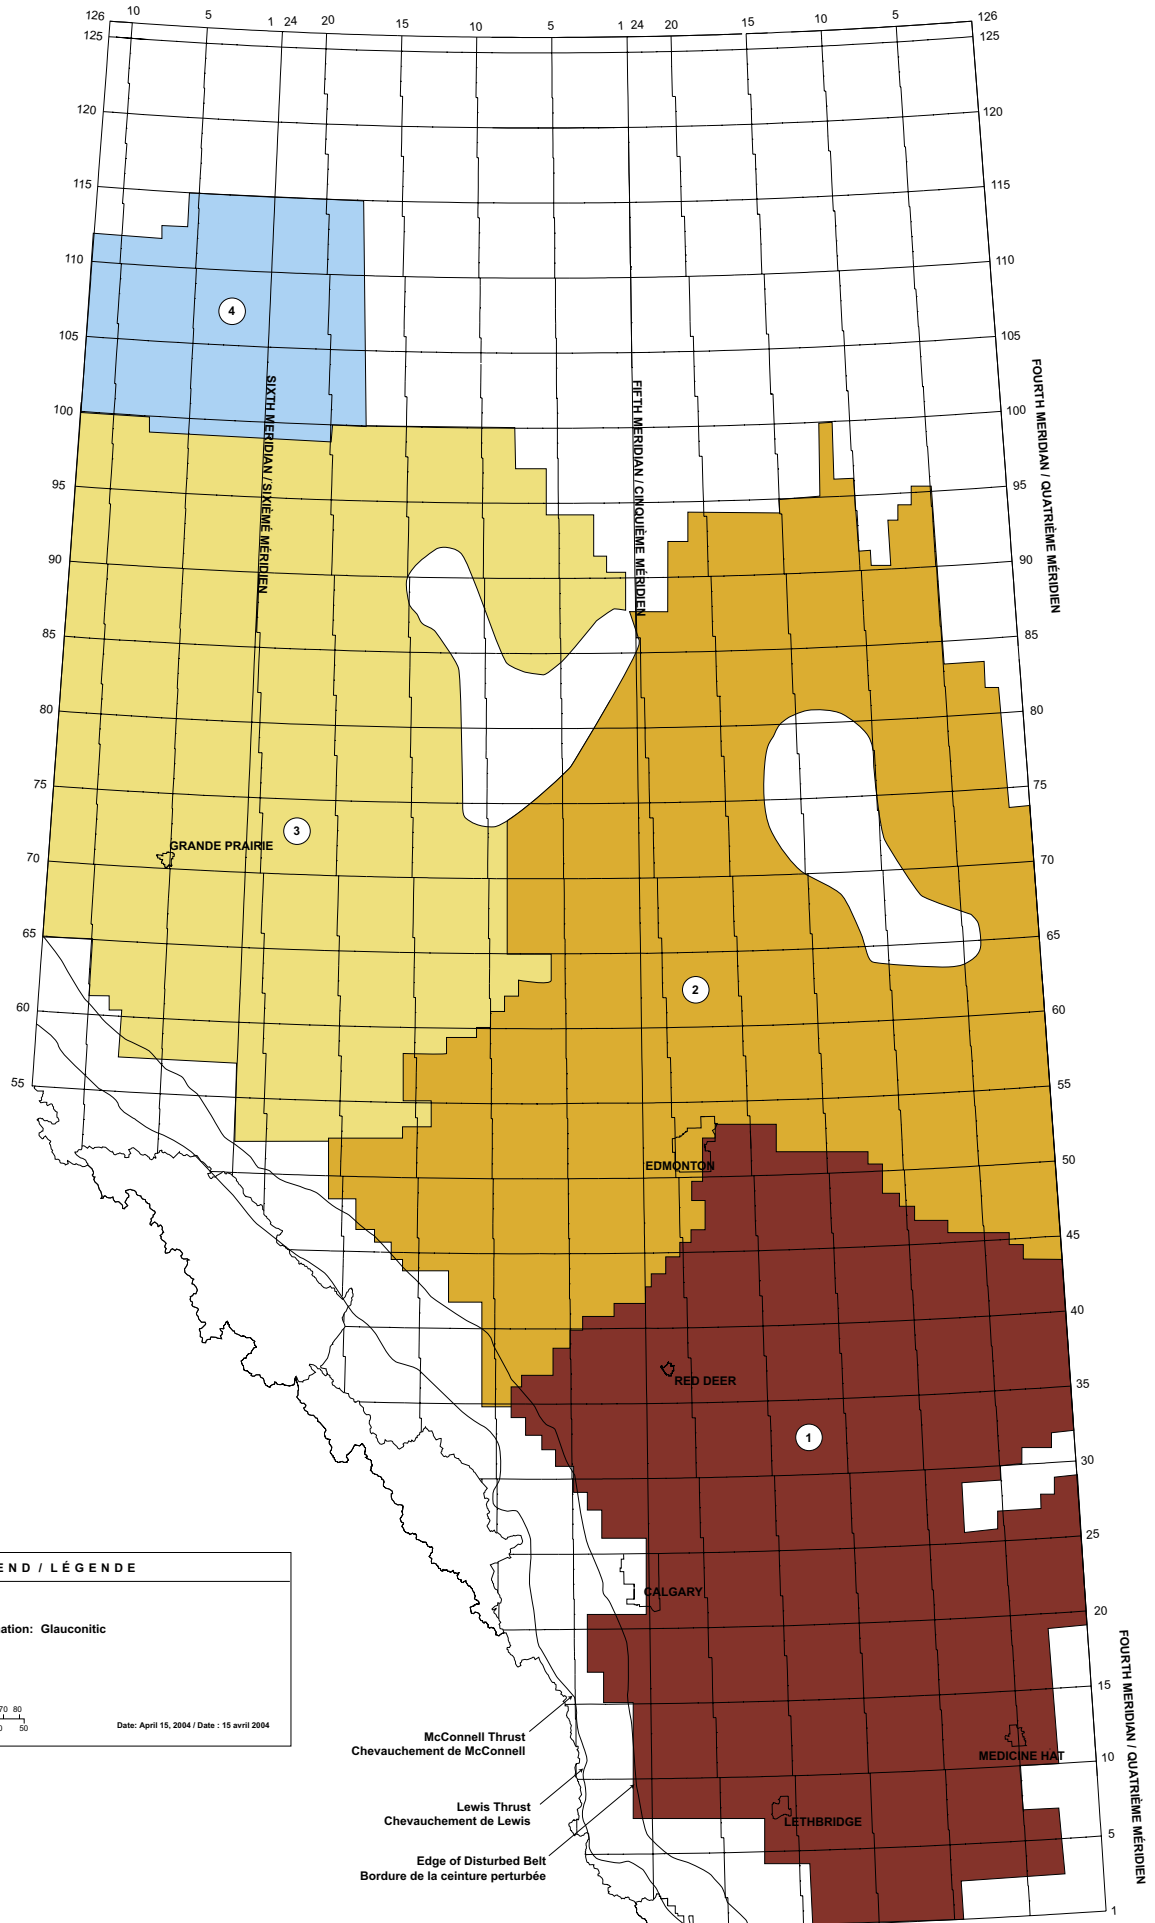 126 10 5 1 24 20 15 10 5 1 24 20 15 10 5 126
125 125
120 120
115 115
110 110
4
105 105
100 100
95 95
90 90
85 85
80 80
75 75
70 70
65 65
60 60
55 55
50
45
40
35
30
25
20
15
10
5
1
SIXTH MERIDIAN / SIXIÈMÉ MÉRIDIEN
FIFTH MERIDIAN / CINQUIÈME MÉRIDIEN
FOURTH MERIDIAN / QUATRIÈME MÉRIDIEN
3
GRANDE PRAIRIE
2
EDMONTON
RED DEER
1
CALGARY
MEDICINE HAT
LETHBRIDGE
FOURTH MERIDIAN / QUATRIÈME MÉRIDIEN
END / LÉGENDE
ation: Glauconitic
70 80
0 50
Date: April 15, 2004 / Date : 15 avril 2004
McConnell Thrust
Chevauchement de McConnell
Lewis Thrust
Chevauchement de Lewis
Edge of Disturbed Belt
Bordure de la ceinture perturbée